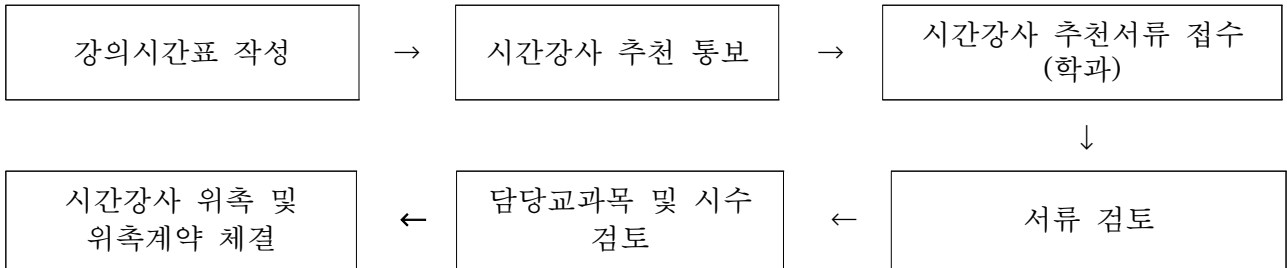 강의시간표 작성
→
시간강사 추천 통보
→
시간강사 추천서류 접수
(학과)
↓
시간강사 위촉 및
위촉계약 체결
←
담당교과목 및 시수
검토
←
서류 검토